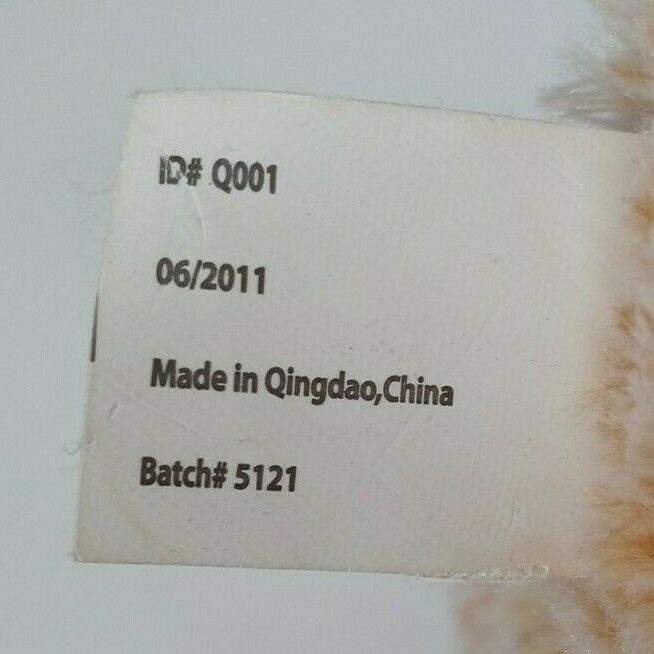 ID# Q001
06/2011
Made in Qingdao,China
Batch# 5121